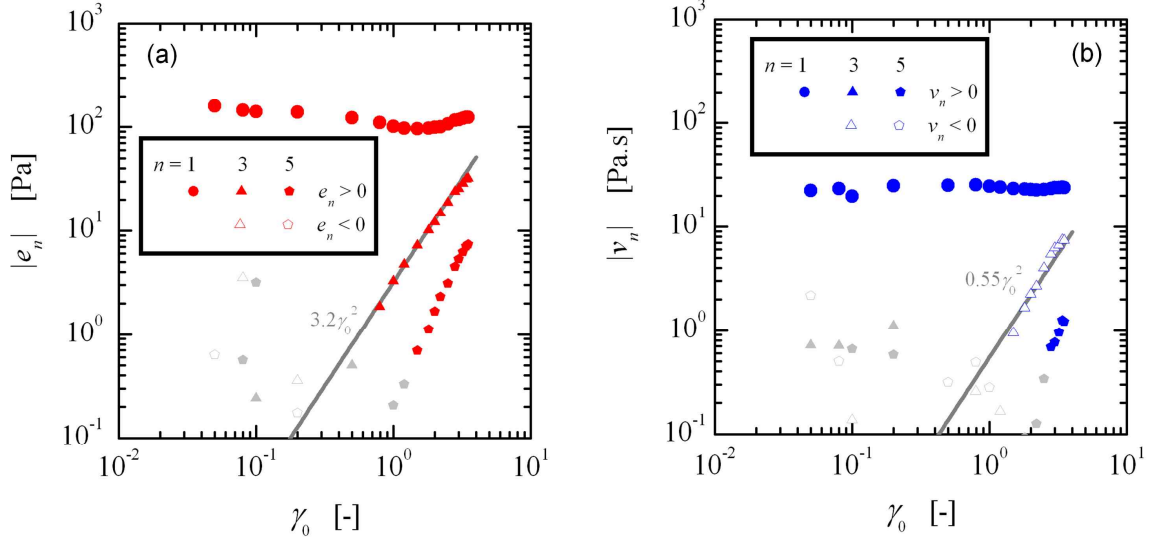 (a)
10^3
10^2
10^1
10^0
10^-1
|e_n| [Pa]
n = 1 3 5
e_n > 0
e_n < 0
3.2γ_0^2
10^-2 10^-1 10^0 10^1
γ_0 [-]
(b)
10^3
10^2
10^1
10^0
10^-1
|v_n| [Pa.s]
n = 1 3 5
v_n > 0
v_n < 0
0.55γ_0^2
10^-2 10^-1 10^0 10^1
γ_0 [-]